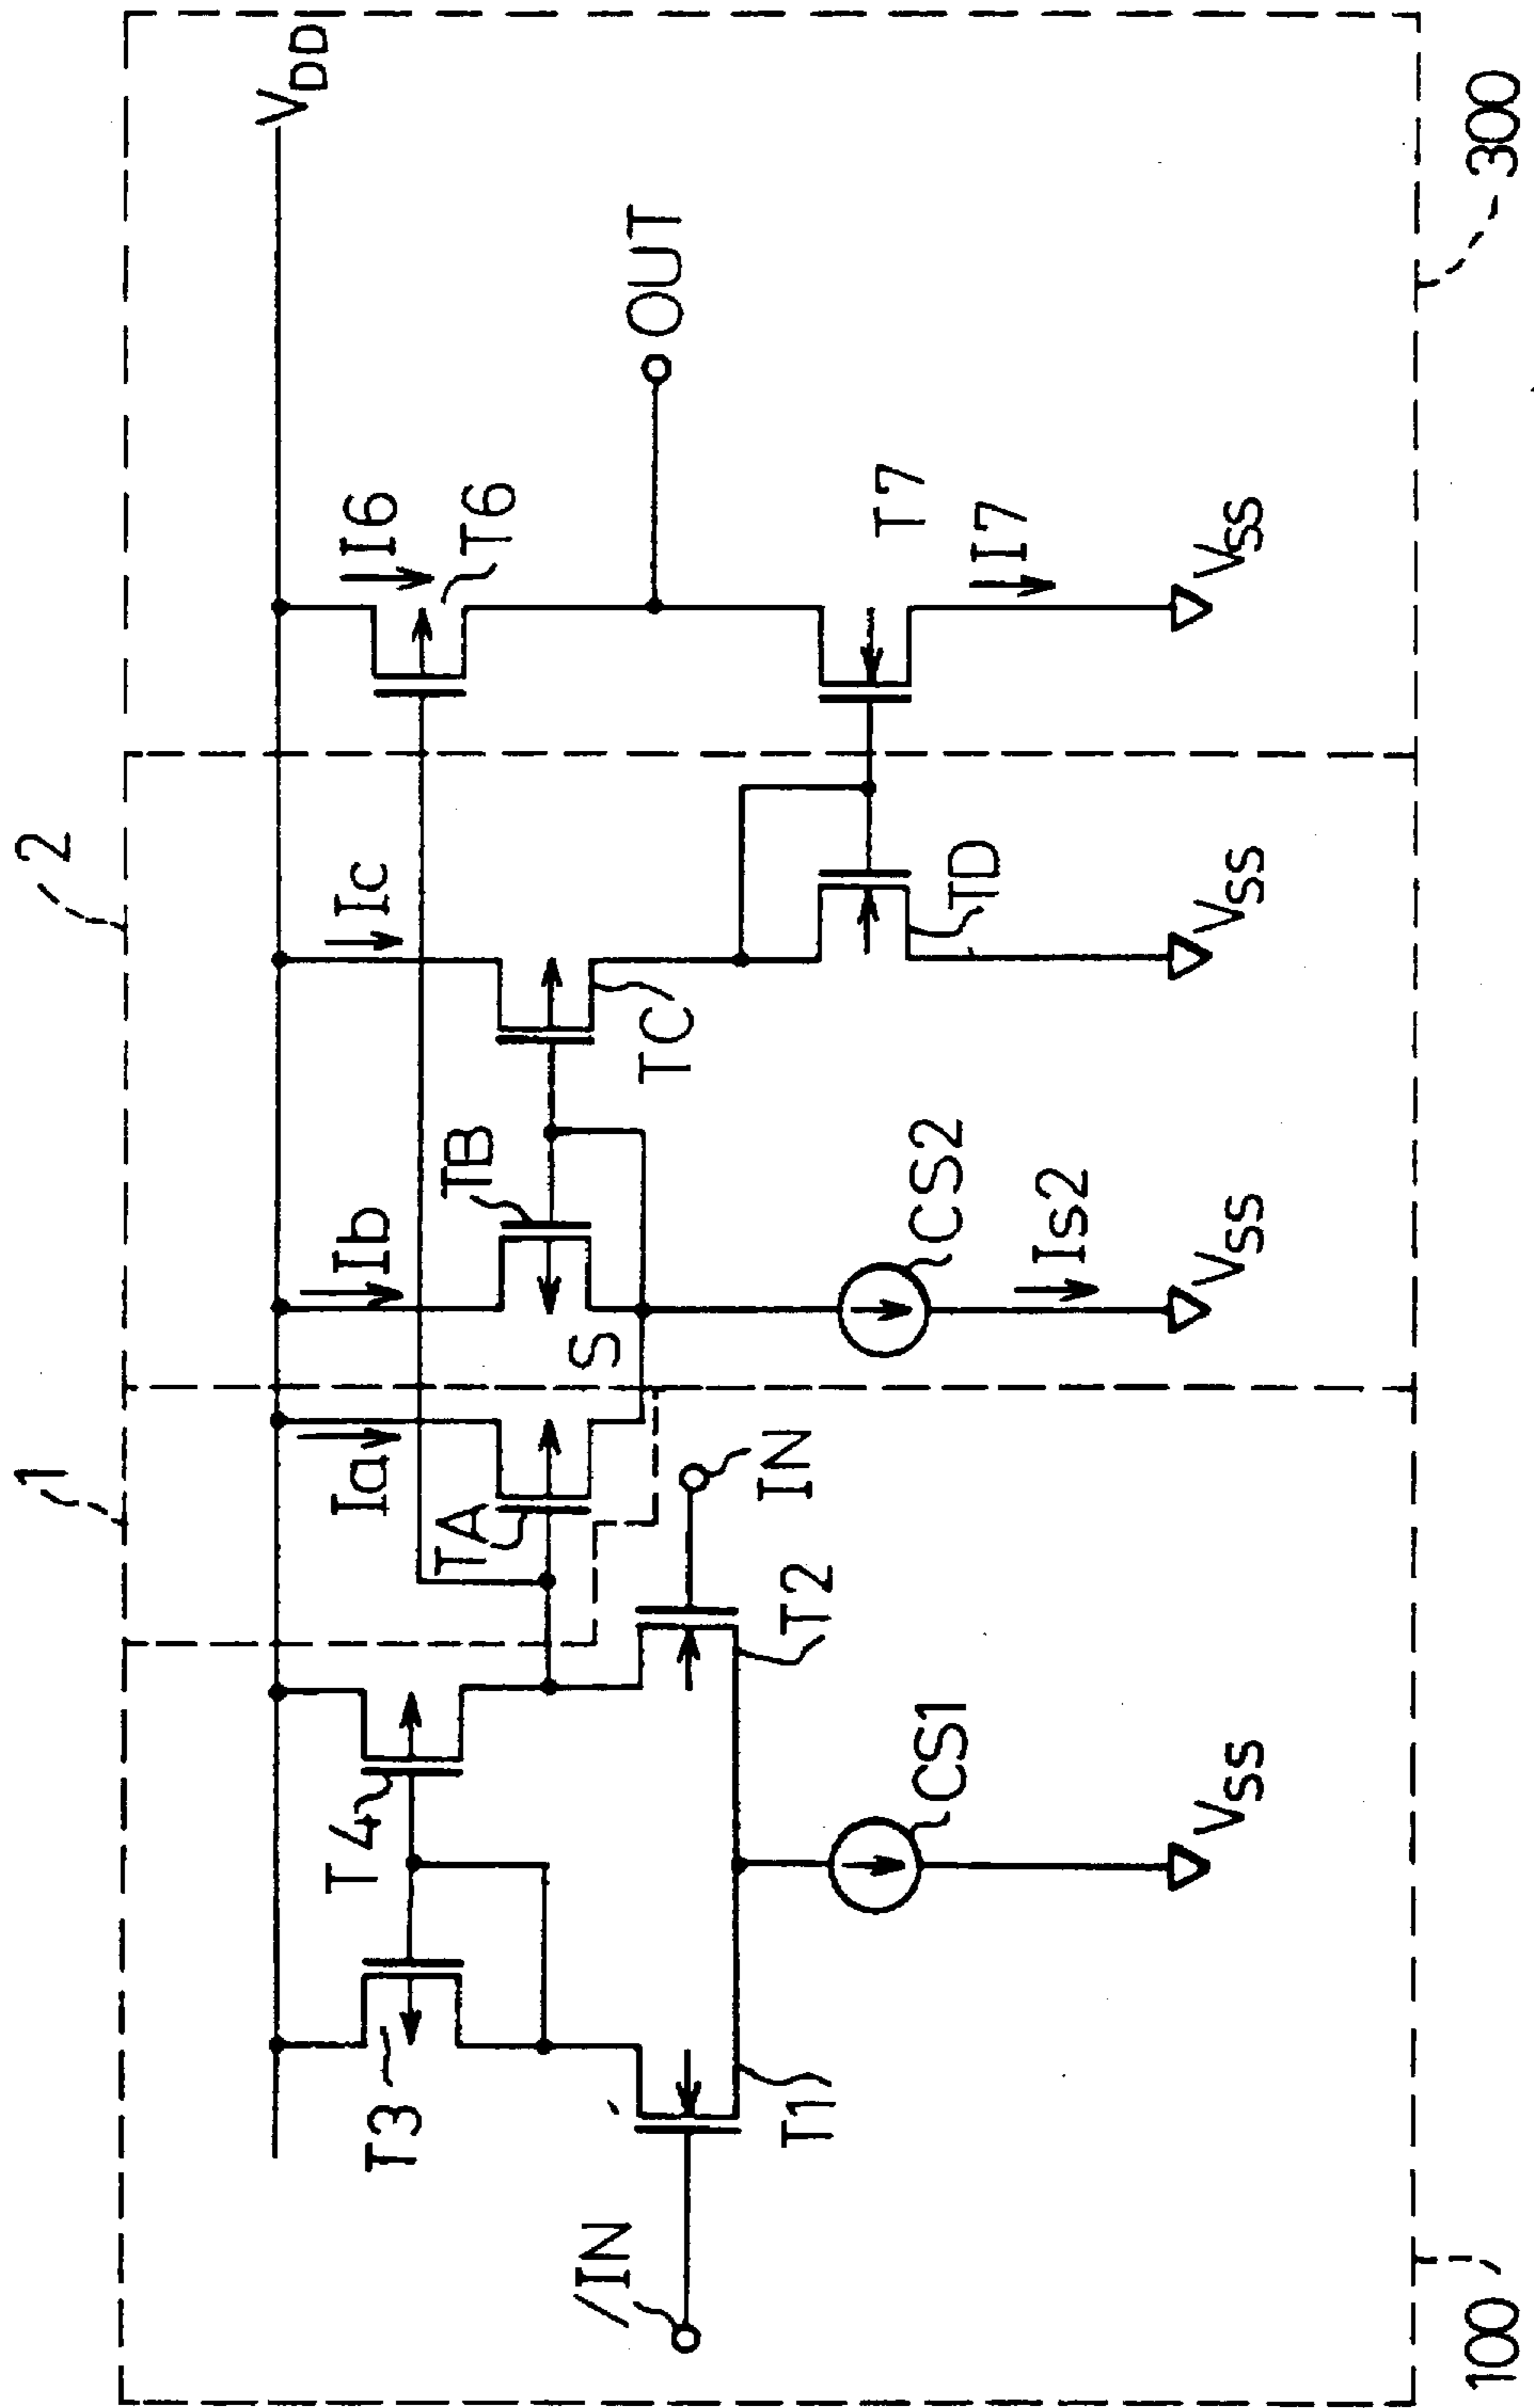 1
2
VDD
Ia
Ib
Ic
I6
T3
T4
TA
TB
T6
S
TC
OUT
/IN
IN
T1
T2
CS1
CS2
TD
T7
Is2
I7
VSS
VSS
VSS
VSS
100
300